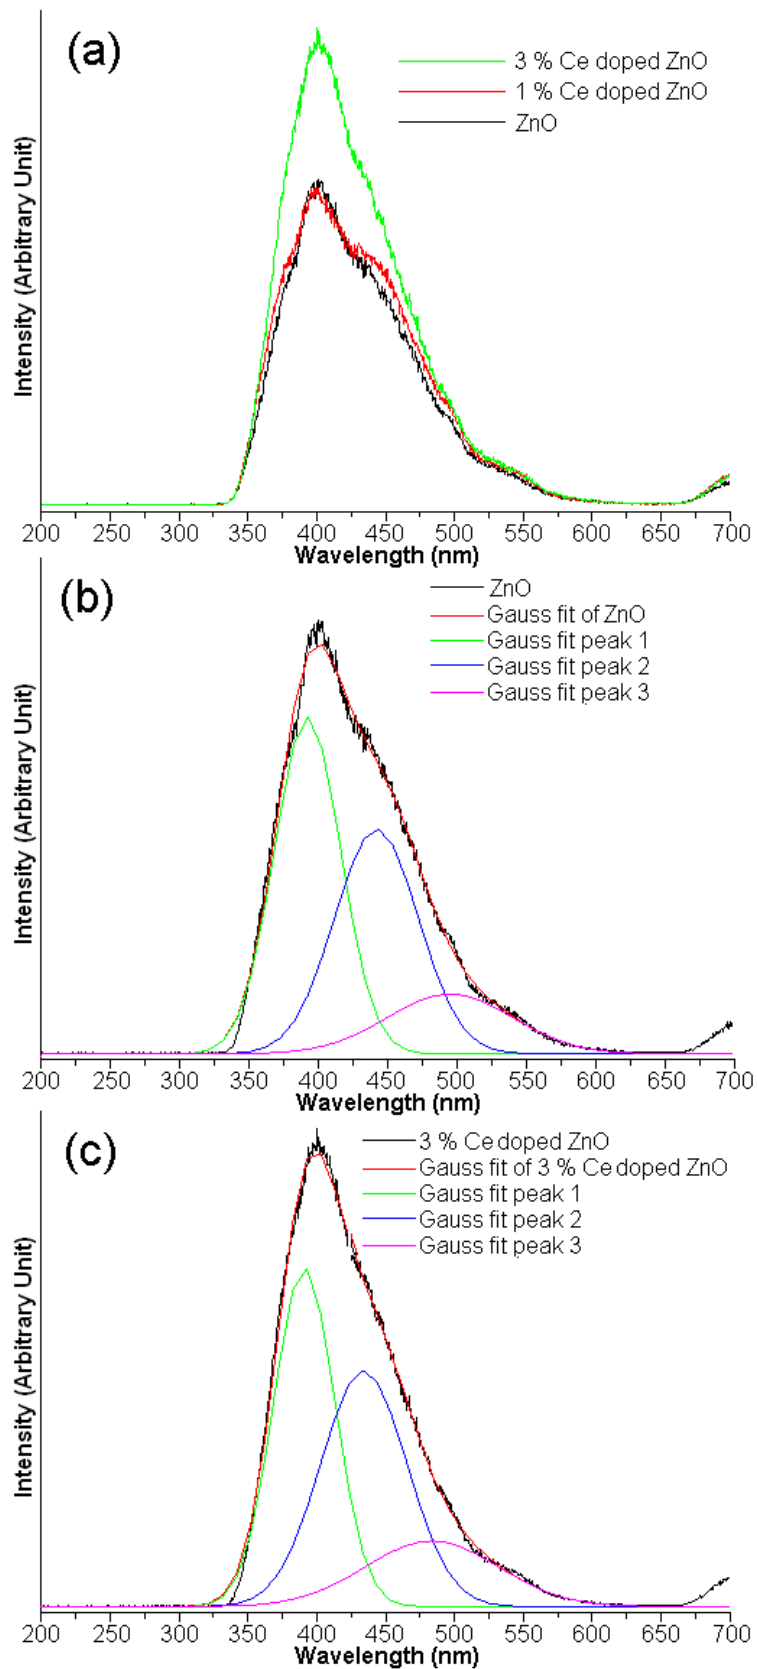 (a)
3 % Ce doped ZnO
1 % Ce doped ZnO
ZnO
Intensity (Arbitrary Unit)
200 250 300 350 400 450 500 550 600 650 700
Wavelength (nm)
(b)
ZnO
Gauss fit of ZnO
Gauss fit peak 1
Gauss fit peak 2
Gauss fit peak 3
Intensity (Arbitrary Unit)
200 250 300 350 400 450 500 550 600 650 700
Wavelength (nm)
(c)
3 % Ce doped ZnO
Gauss fit of 3 % Ce doped ZnO
Gauss fit peak 1
Gauss fit peak 2
Gauss fit peak 3
Intensity (Arbitrary Unit)
200 250 300 350 400 450 500 550 600 650 700
Wavelength (nm)